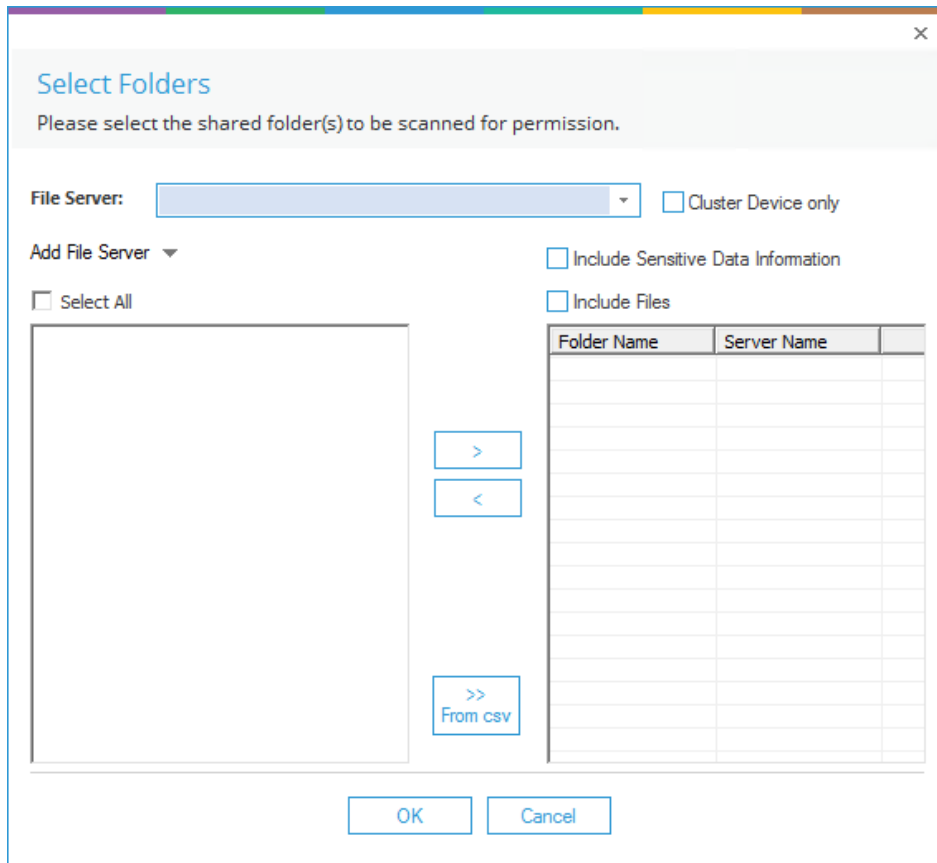 Select Folders
Please select the shared folder(s) to be scanned for permission.
File Server:
Cluster Device only
Add File Server
Include Sensitive Data Information
Select All
Include Files
Folder Name Server Name
>
<
>>
From csv
OK
Cancel